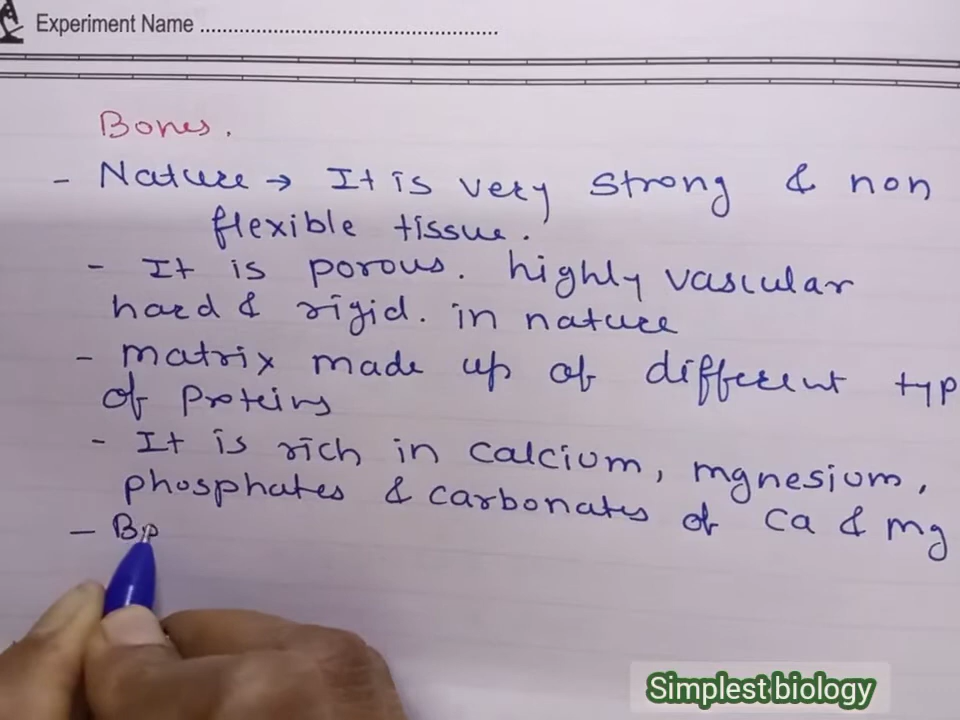 Experiment Name ......................................................
Bones.
- Nature → It is very strong & non
flexible tissue.
- It is porous. highly vascular
hard & rigid. in nature
- matrix made up of different typ
of proteins
- It is rich in calcium, mgnesium,
phosphates & carbonates of Ca & mg
- B
Simplest biology